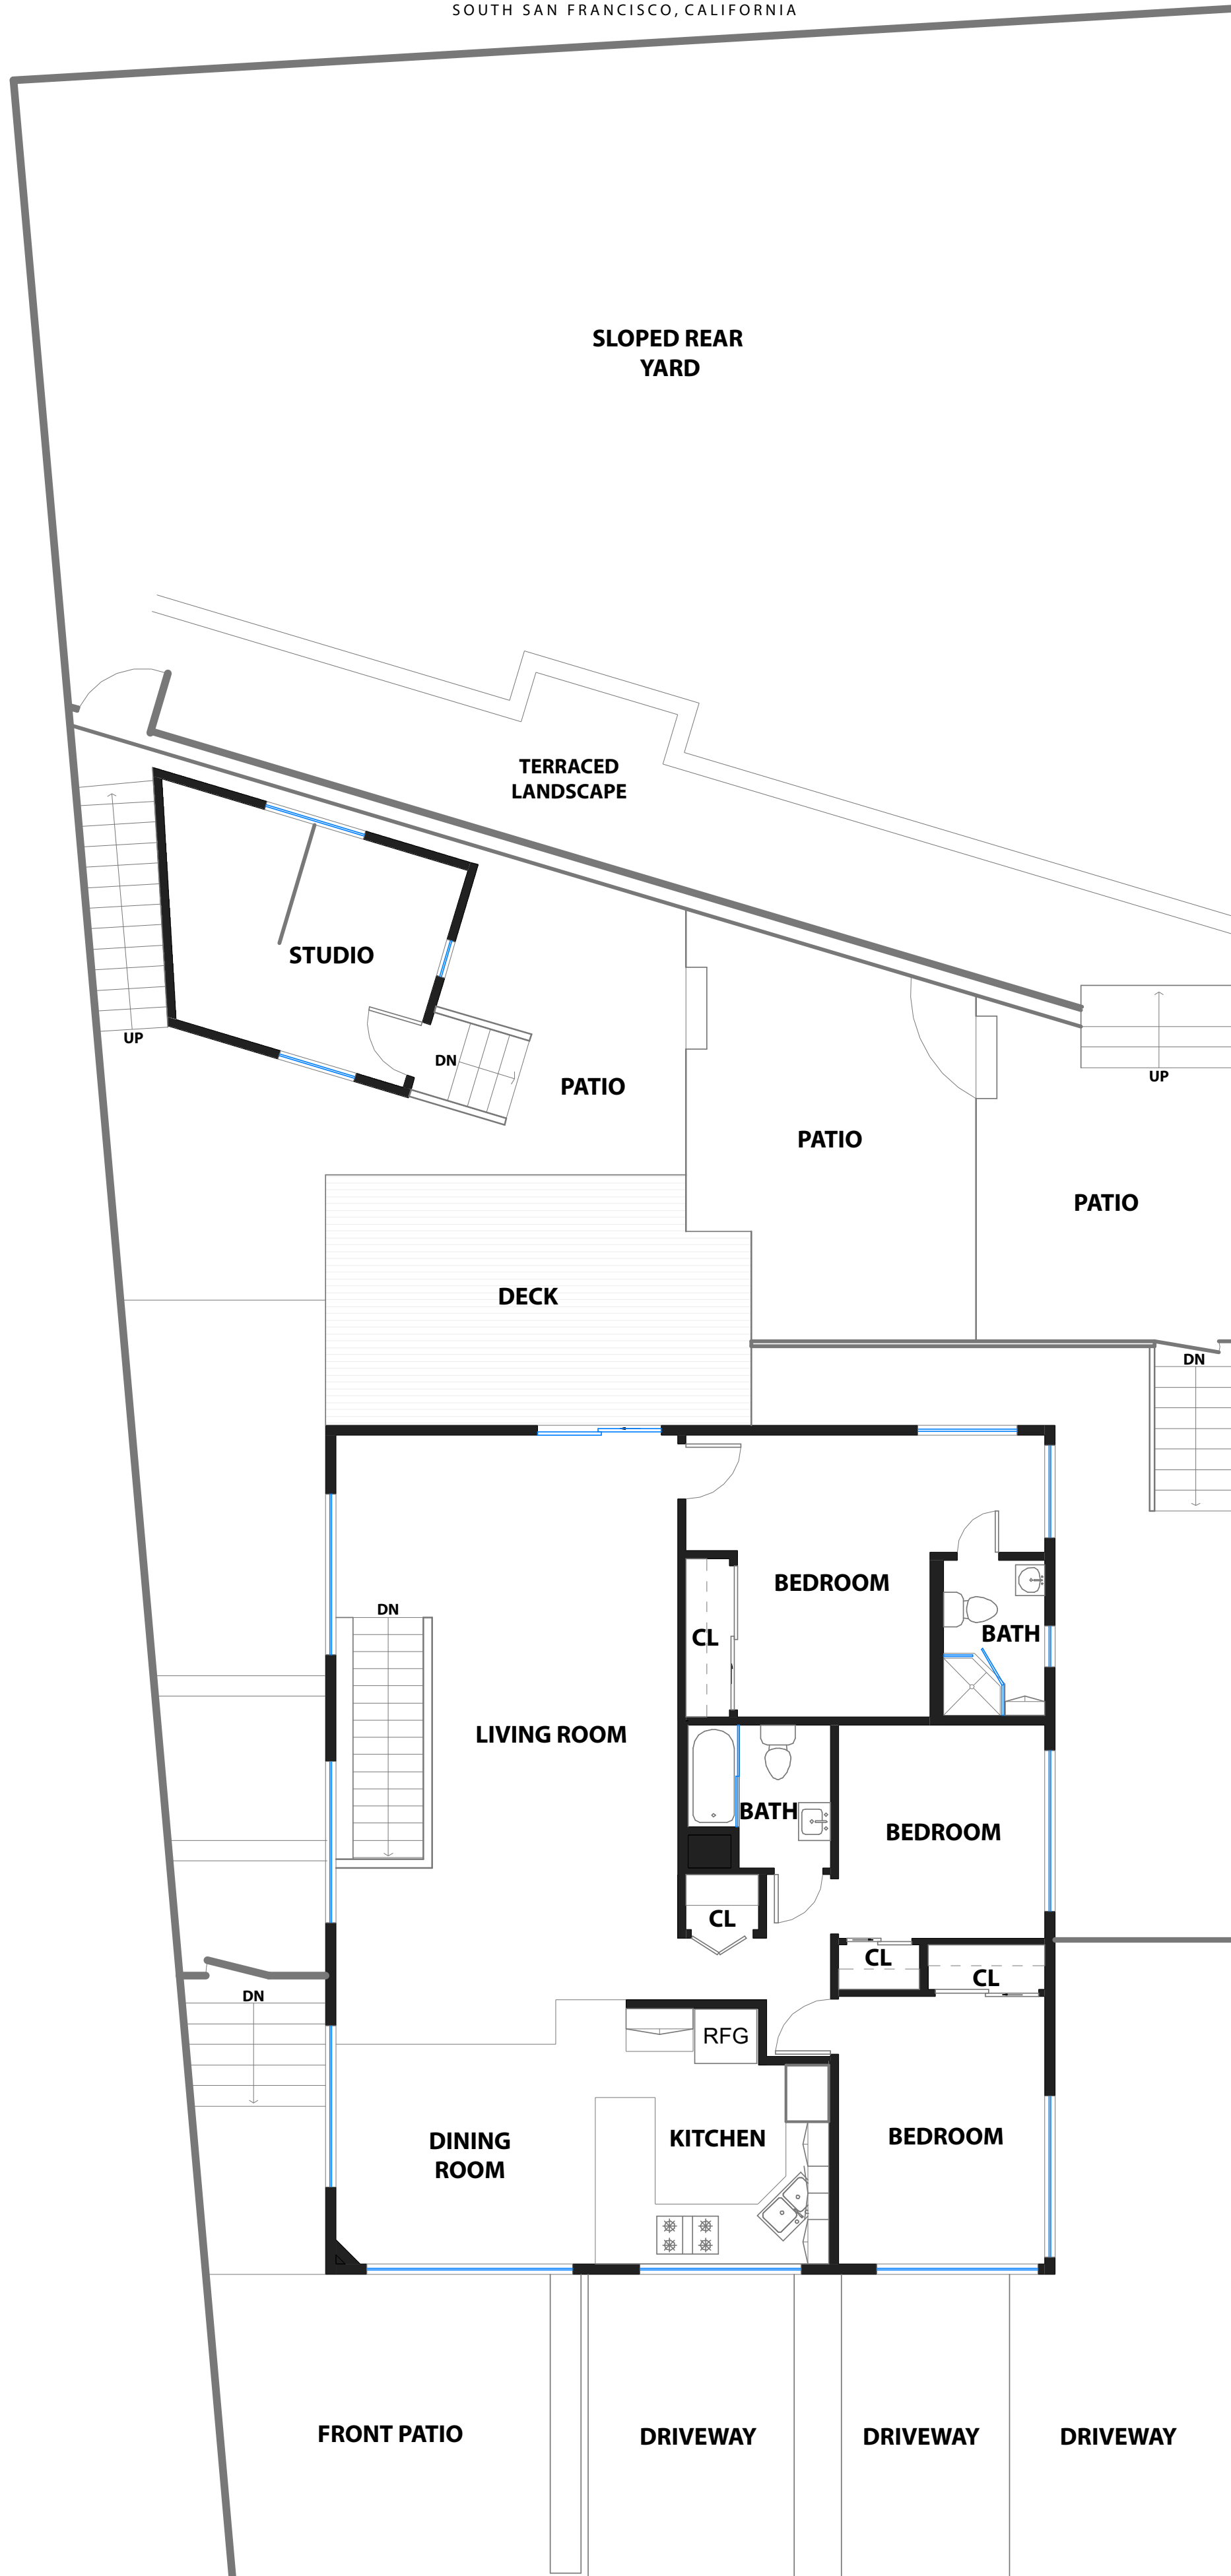 SOUTH SAN FRANCISCO, CALIFORNIA
SLOPED REAR
YARD
TERRACED
LANDSCAPE
STUDIO
UP
DN
PATIO
UP
PATIO
PATIO
DECK
DN
BEDROOM
DN
CL
BATH
LIVING ROOM
BATH
BEDROOM
CL
CL
CL
DN
RFG
DINING
ROOM
KITCHEN
BEDROOM
FRONT PATIO
DRIVEWAY
DRIVEWAY
DRIVEWAY